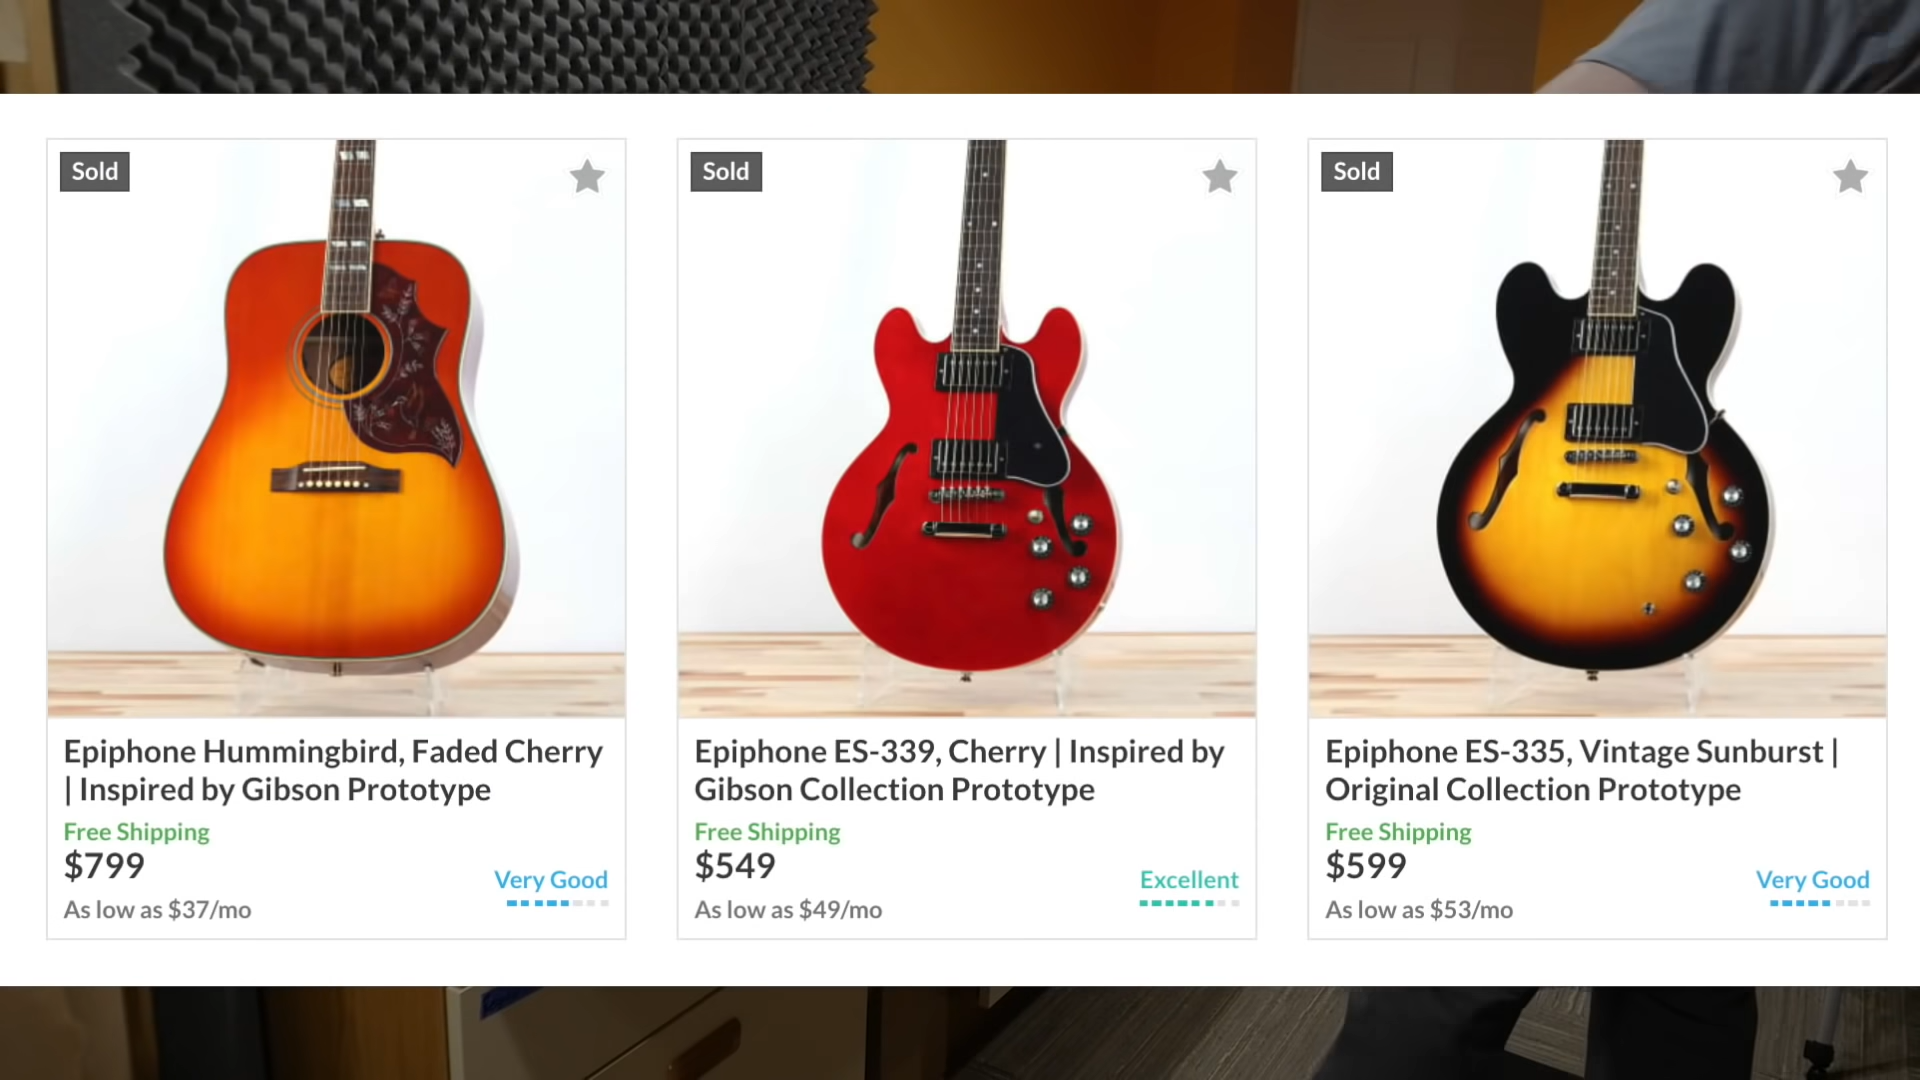 Sold
Epiphone Hummingbird, Faded Cherry
| Inspired by Gibson Prototype
Free Shipping
$799
Very Good
As low as $37/mo
Sold
Epiphone ES-339, Cherry | Inspired by
Gibson Collection Prototype
Free Shipping
$549
Excellent
As low as $49/mo
Sold
Epiphone ES-335, Vintage Sunburst |
Original Collection Prototype
Free Shipping
$599
Very Good
As low as $53/mo